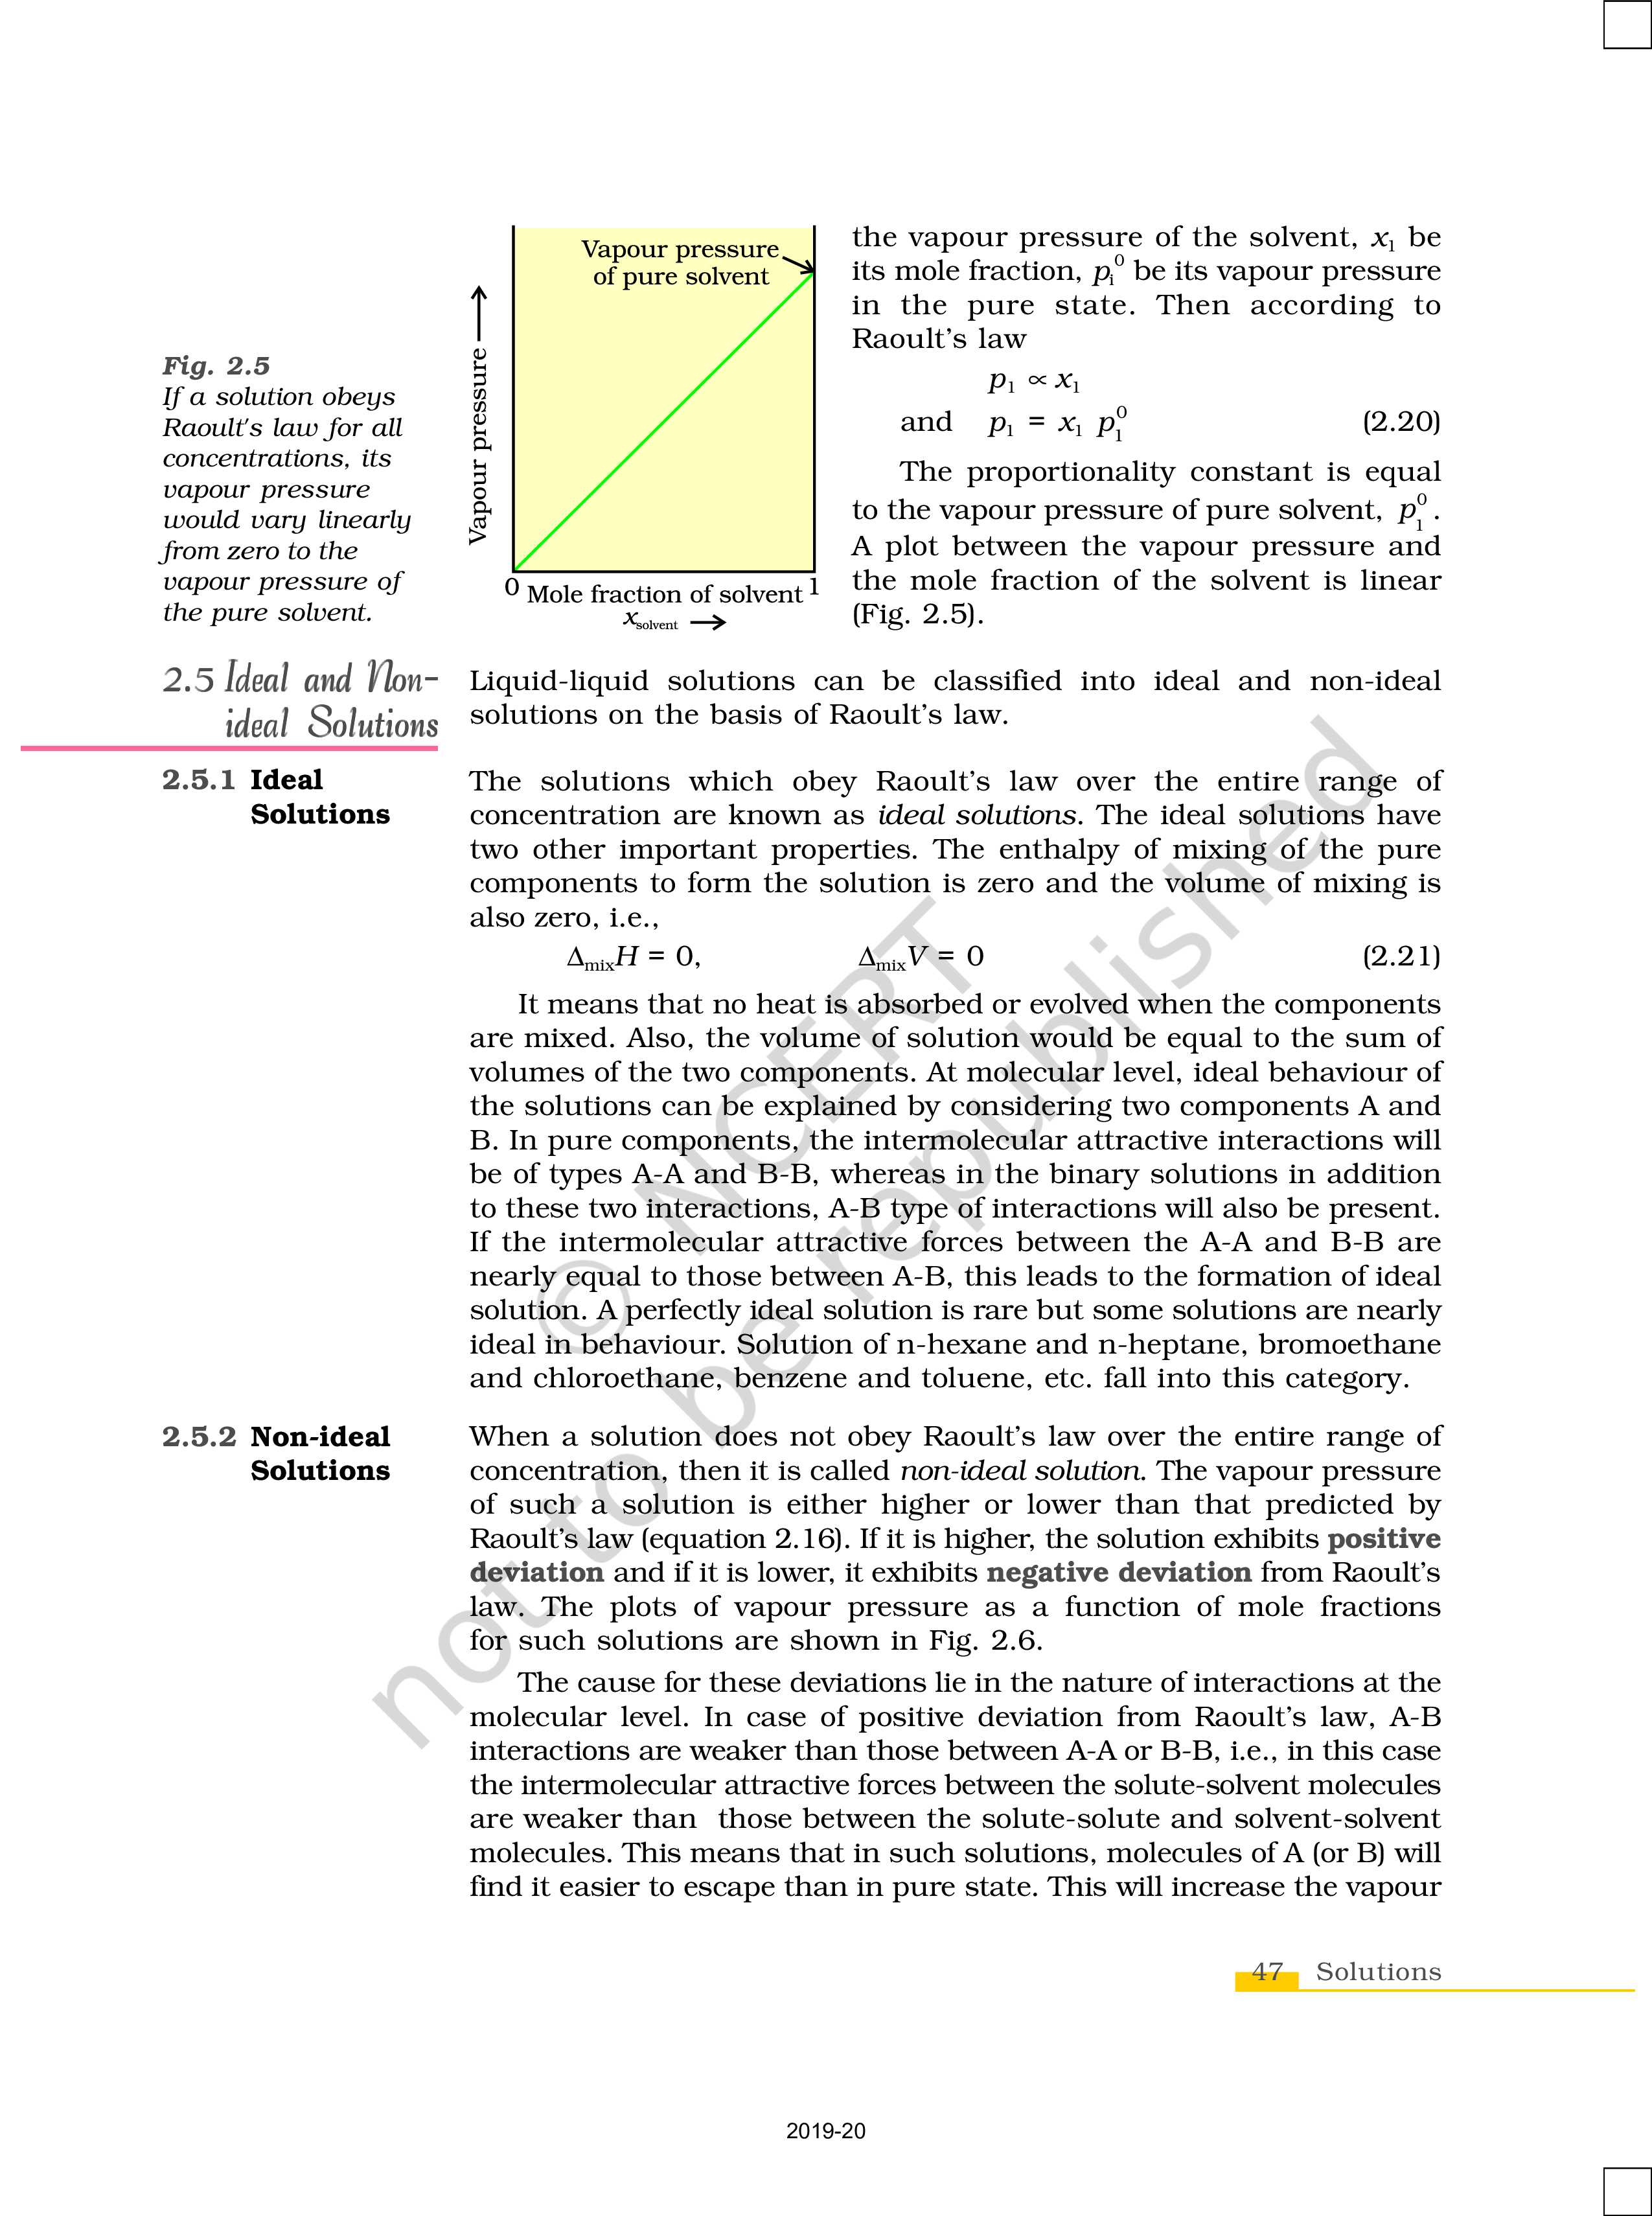 Vapour pressure
of pure solvent
Vapour pressure
0 Mole fraction of solvent 1
x_solvent →
Fig. 2.5
If a solution obeys
Raoult's law for all
concentrations, its
vapour pressure
would vary linearly
from zero to the
vapour pressure of
the pure solvent.
the vapour pressure of the solvent, x₁ be
its mole fraction, pᵢ⁰ be its vapour pressure
in the pure state. Then according to
Raoult's law
p₁ ∝ x₁
and p₁ = x₁ p₁⁰ (2.20)
The proportionality constant is equal
to the vapour pressure of pure solvent, p₁⁰ .
A plot between the vapour pressure and
the mole fraction of the solvent is linear
(Fig. 2.5).
2.5 Ideal and Non-
ideal Solutions
Liquid-liquid solutions can be classified into ideal and non-ideal
solutions on the basis of Raoult's law.
2.5.1 Ideal
Solutions
The solutions which obey Raoult's law over the entire range of
concentration are known as ideal solutions. The ideal solutions have
two other important properties. The enthalpy of mixing of the pure
components to form the solution is zero and the volume of mixing is
also zero, i.e.,
Δ_mix H = 0, Δ_mix V = 0 (2.21)
It means that no heat is absorbed or evolved when the components
are mixed. Also, the volume of solution would be equal to the sum of
volumes of the two components. At molecular level, ideal behaviour of
the solutions can be explained by considering two components A and
B. In pure components, the intermolecular attractive interactions will
be of types A-A and B-B, whereas in the binary solutions in addition
to these two interactions, A-B type of interactions will also be present.
If the intermolecular attractive forces between the A-A and B-B are
nearly equal to those between A-B, this leads to the formation of ideal
solution. A perfectly ideal solution is rare but some solutions are nearly
ideal in behaviour. Solution of n-hexane and n-heptane, bromoethane
and chloroethane, benzene and toluene, etc. fall into this category.
2.5.2 Non-ideal
Solutions
When a solution does not obey Raoult's law over the entire range of
concentration, then it is called non-ideal solution. The vapour pressure
of such a solution is either higher or lower than that predicted by
Raoult's law (equation 2.16). If it is higher, the solution exhibits positive
deviation and if it is lower, it exhibits negative deviation from Raoult's
law. The plots of vapour pressure as a function of mole fractions
for such solutions are shown in Fig. 2.6.
The cause for these deviations lie in the nature of interactions at the
molecular level. In case of positive deviation from Raoult's law, A-B
interactions are weaker than those between A-A or B-B, i.e., in this case
the intermolecular attractive forces between the solute-solvent molecules
are weaker than those between the solute-solute and solvent-solvent
molecules. This means that in such solutions, molecules of A (or B) will
find it easier to escape than in pure state. This will increase the vapour
© NCERT
not to be republished
47 Solutions
2019-20